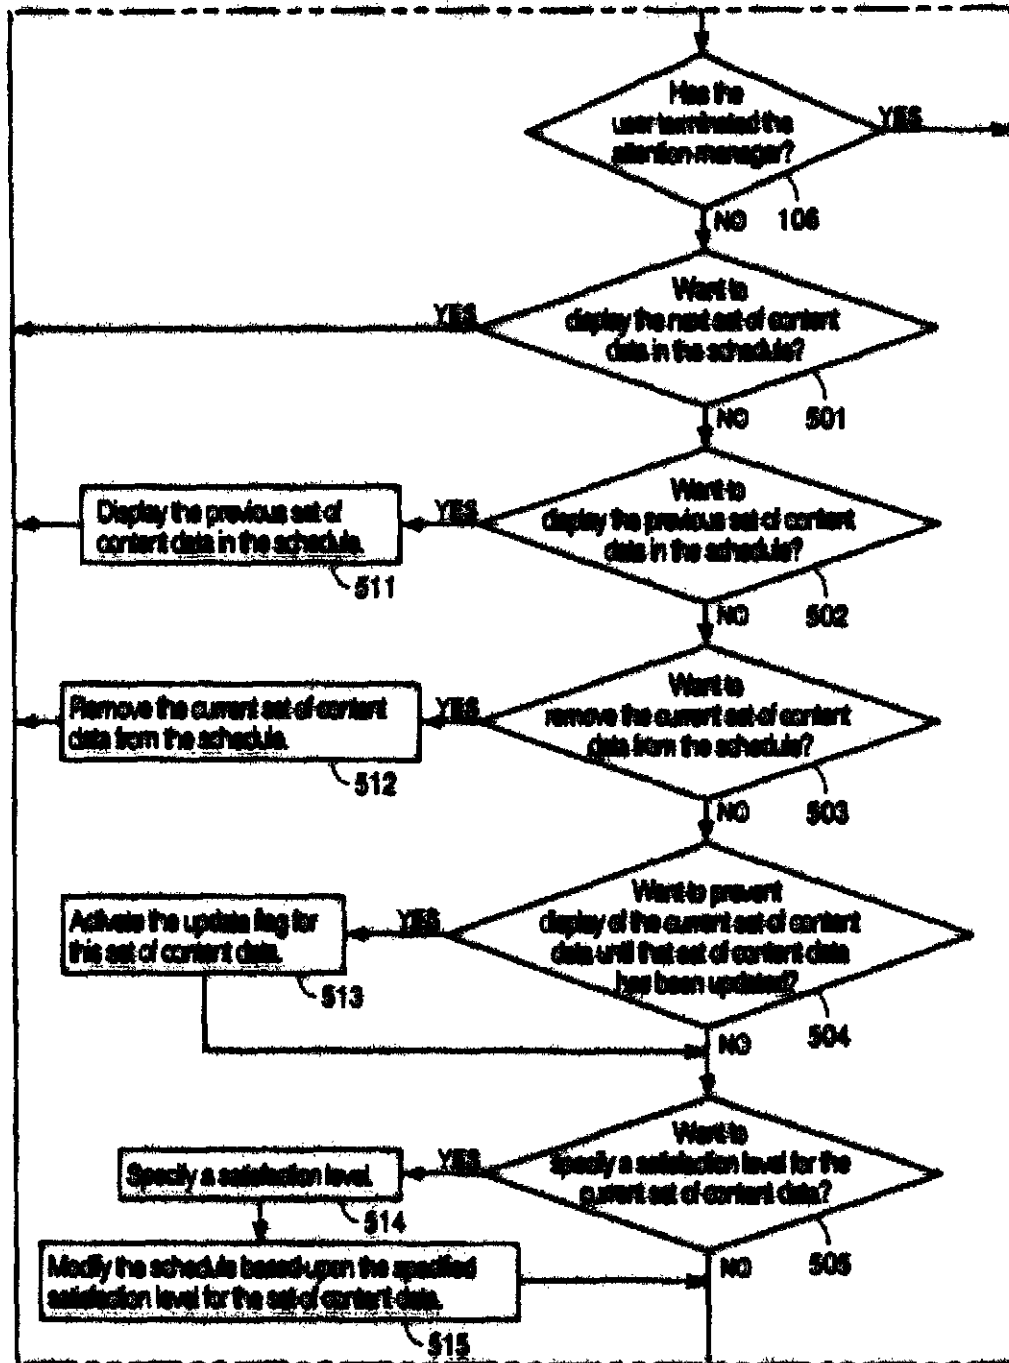 Has the
user terminated the
attention manager?
YES
106
NO
Want to
display the next set of content
data in the schedule?
YES
501
NO
Want to
display the previous set of content
data in the schedule?
YES
Display the previous set of
content data in the schedule.
511
502
NO
Want to
remove the current set of content
data from the schedule?
YES
Remove the current set of content
data from the schedule.
512
503
NO
Want to prevent
display of the current set of content
data until that set of content data
has been updated?
YES
Activate the update flag for
this set of content data.
513
504
NO
Want to
specify a satisfaction level for the
current set of content data?
YES
Specify a satisfaction level.
514
505
NO
Modify the schedule based upon the specified
satisfaction level for the set of content data.
515